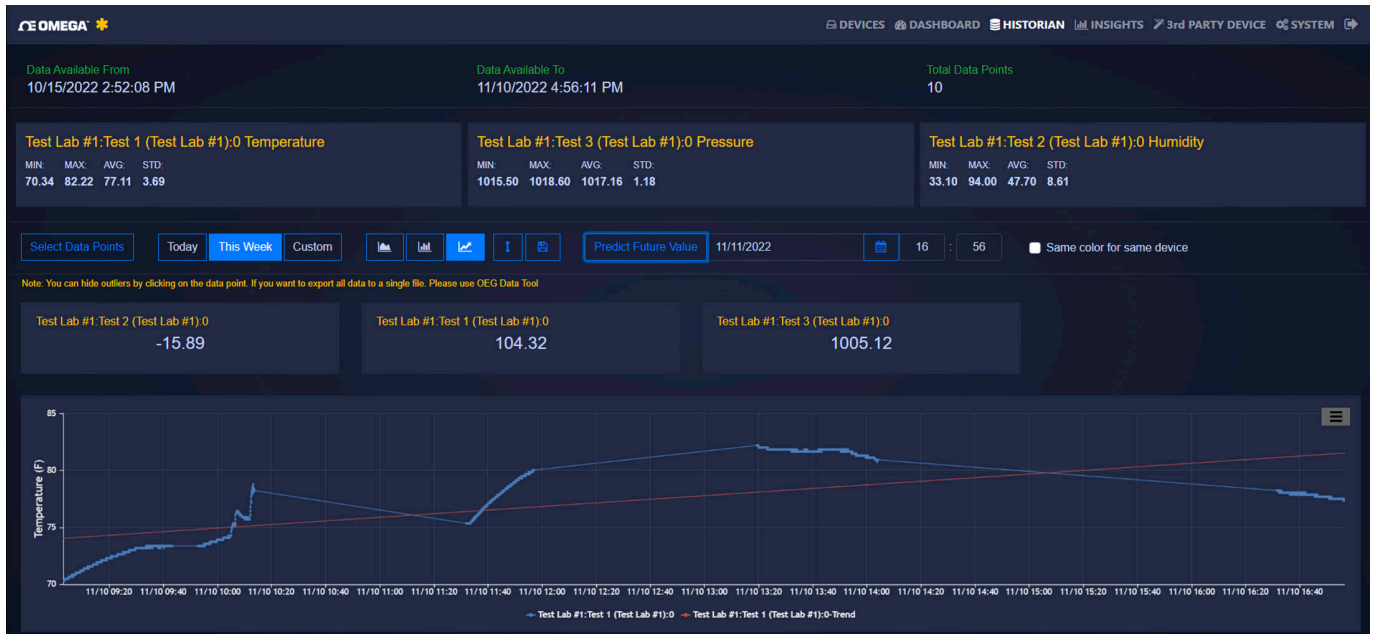 ΩE OMEGA
DEVICES DASHBOARD HISTORIAN INSIGHTS 3rd PARTY DEVICE SYSTEM
Data Available From
10/15/2022 2:52:08 PM
Data Available To
11/10/2022 4:56:11 PM
Total Data Points
10
Test Lab #1:Test 1 (Test Lab #1):0 Temperature
MIN: MAX: AVG: STD:
70.34 82.22 77.11 3.69
Test Lab #1:Test 3 (Test Lab #1):0 Pressure
MIN: MAX: AVG: STD:
1015.50 1018.60 1017.16 1.18
Test Lab #1:Test 2 (Test Lab #1):0 Humidity
MIN: MAX: AVG: STD:
33.10 94.00 47.70 8.61
Select Data Points Today This Week Custom Predict Future Value 11/11/2022 16 : 56 Same color for same device
Note: You can hide outliers by clicking on the data point. If you want to export all data to a single file. Please use OEG Data Tool
Test Lab #1:Test 2 (Test Lab #1):0
-15.89
Test Lab #1:Test 1 (Test Lab #1):0
104.32
Test Lab #1:Test 3 (Test Lab #1):0
1005.12
Temperature (F)
85
80
75
70
11/10 09:20 11/10 09:40 11/10 10:00 11/10 10:20 11/10 10:40 11/10 11:00 11/10 11:20 11/10 11:40 11/10 12:00 11/10 12:20 11/10 12:40 11/10 13:00 11/10 13:20 11/10 13:40 11/10 14:00 11/10 14:20 11/10 14:40 11/10 15:00 11/10 15:20 11/10 15:40 11/10 16:00 11/10 16:20 11/10 16:40
Test Lab #1:Test 1 (Test Lab #1):0 Test Lab #1:Test 1 (Test Lab #1):0-Trend